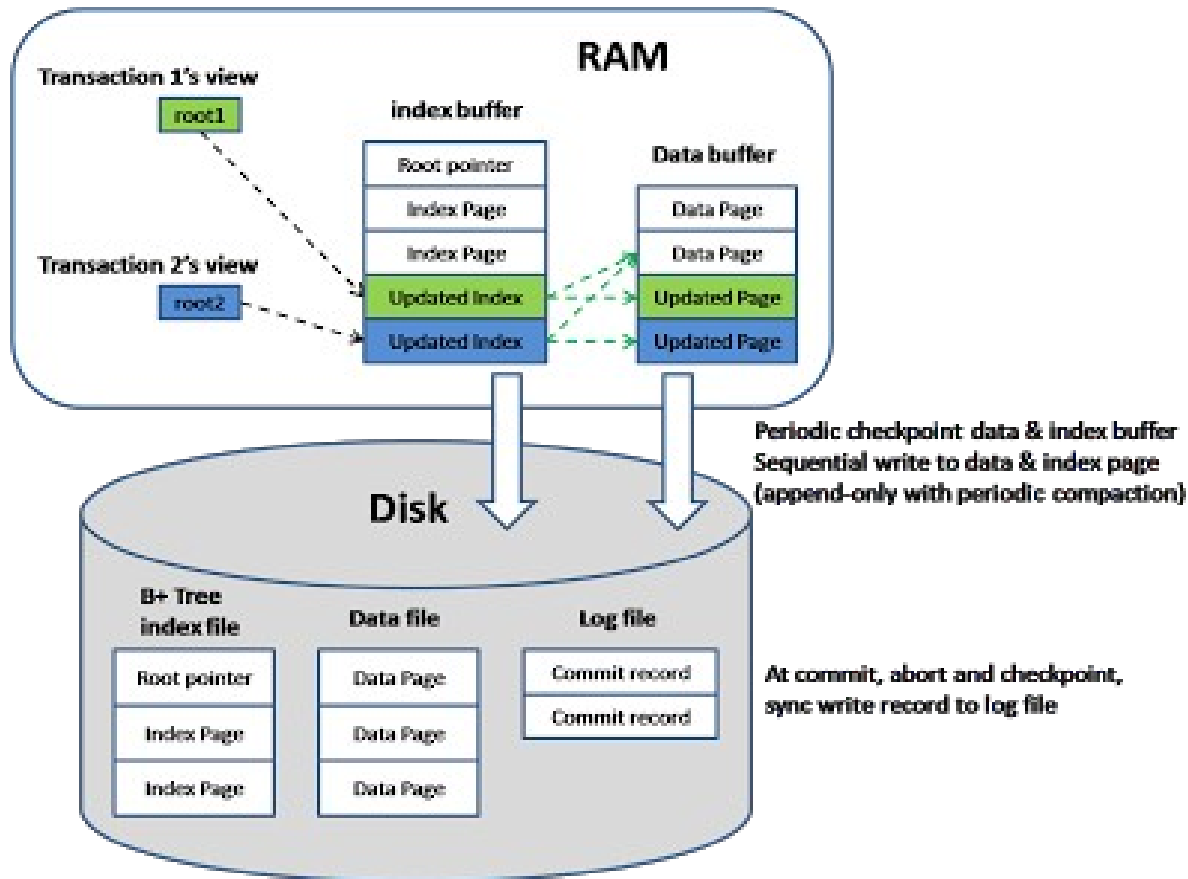 RAM
Transaction 1's view
root1
index buffer
Root pointer
Index Page
Index Page
Updated Index
Updated Index
Data buffer
Data Page
Data Page
Updated Page
Updated Page
Transaction 2's view
root2
Periodic checkpoint data & index buffer
Sequential write to data & index page
(append-only with periodic compaction)
Disk
B+ Tree
index file
Root pointer
Index Page
Index Page
Data file
Data Page
Data Page
Data Page
Log file
Commit record
Commit record
At commit, abort and checkpoint,
sync write record to log file